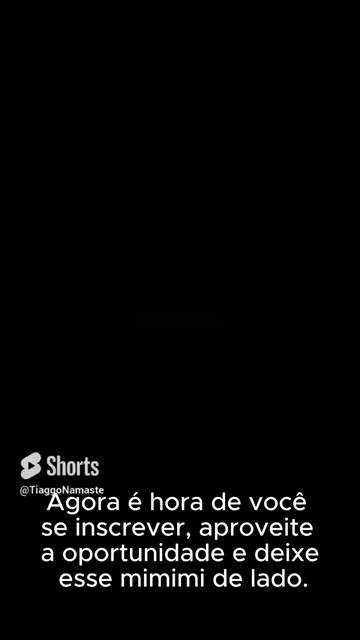 Shorts
@TiaggoNamaste
Agora é hora de você
se inscrever, aproveite
a oportunidade e deixe
esse mimimi de lado.